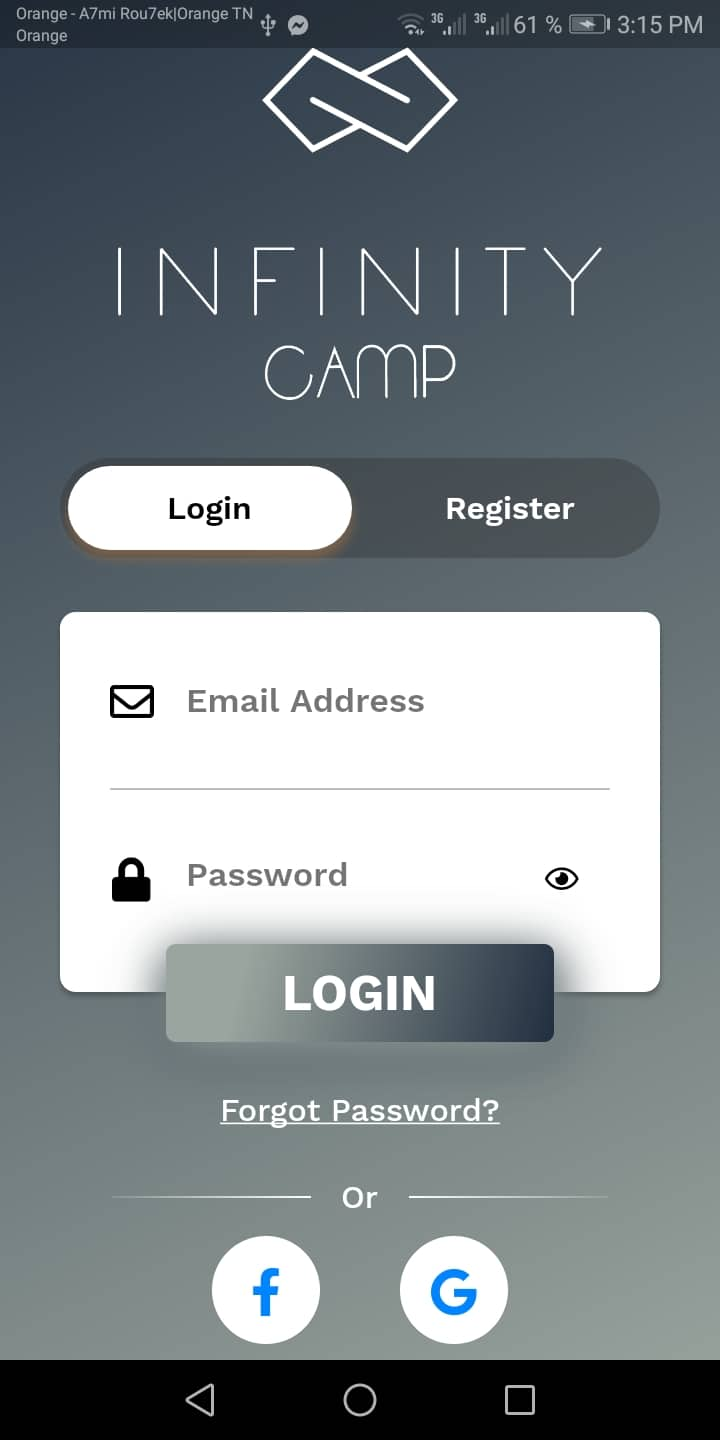 Orange - A7mi Rou7ek|Orange TN
Orange
3G 3G 61 % 3:15 PM
INFINITY
CAMP
Login Register
Email Address
Password
LOGIN
Forgot Password?
Or